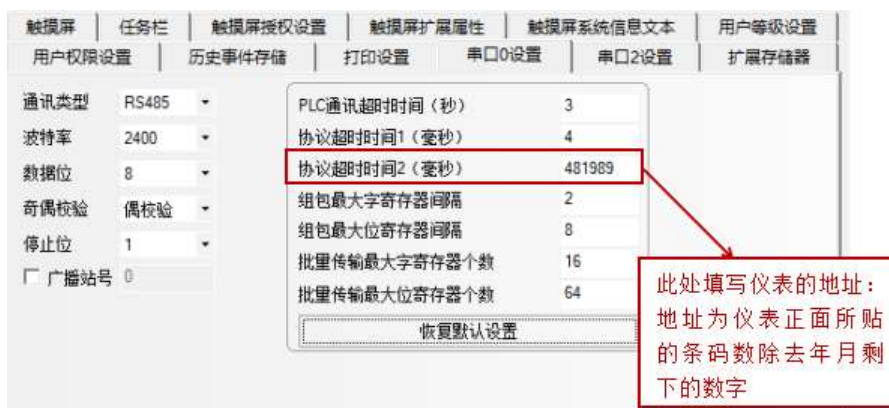 触摸屏 任务栏 触摸屏授权设置 触摸屏扩展属性 触摸屏系统信息文本 用户等级设置
用户权限设置 历史事件存储 打印设置 串口0设置 串口2设置 扩展存储器
通讯类型 RS485
波特率 2400
数据位 8
奇偶校验 偶校验
停止位 1
广播站号 0
PLC通讯超时时间（秒） 3
协议超时时间1（毫秒） 4
协议超时时间2（毫秒） 481989
组包最大字寄存器间隔 2
组包最大位寄存器间隔 8
批量传输最大字寄存器个数 16
批量传输最大位寄存器个数 64
恢复默认设置
此处填写仪表的地址：
地址为仪表正面所贴
的条码数除去年月剩
下的数字